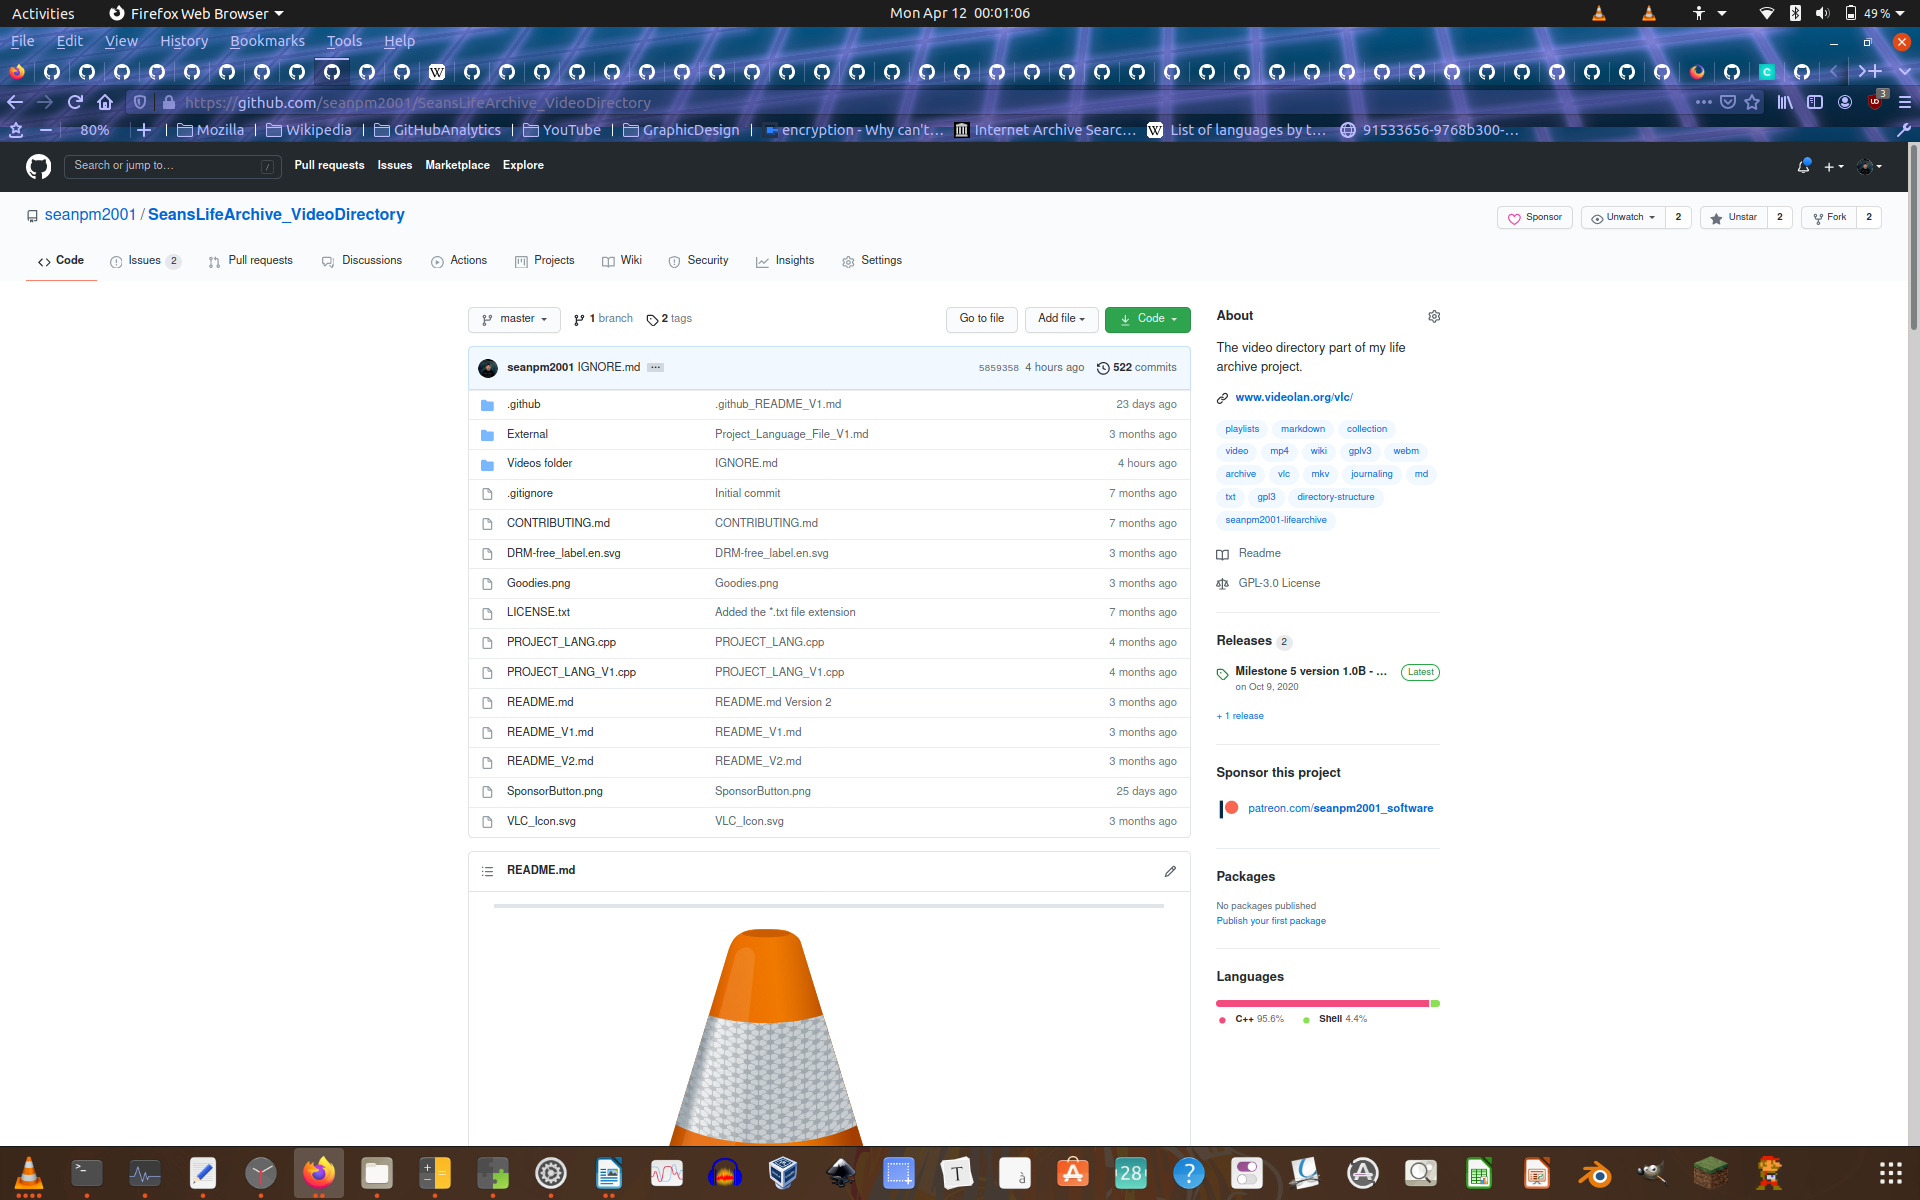 Activities Firefox Web Browser Mon Apr 12 00:01:06 49 %
File Edit View History Bookmarks Tools Help
https://github.com/seanpm2001/SeansLifeArchive_VideoDirectory 3
80% Mozilla Wikipedia GitHubAnalytics YouTube GraphicDesign encryption - Why can't… Internet Archive Searc… List of languages by t… 91533656-9768b300-…
Search or jump to… / Pull requests Issues Marketplace Explore
seanpm2001 / SeansLifeArchive_VideoDirectory Sponsor Unwatch 2 Unstar 2 Fork 2
Code Issues 2 Pull requests Discussions Actions Projects Wiki Security Insights Settings
master 1 branch 2 tags Go to file Add file Code
seanpm2001 IGNORE.md ... 5859358 4 hours ago 522 commits
.github .github_README_V1.md 23 days ago
External Project_Language_File_V1.md 3 months ago
Videos folder IGNORE.md 4 hours ago
.gitignore Initial commit 7 months ago
CONTRIBUTING.md CONTRIBUTING.md 7 months ago
DRM-free_label.en.svg DRM-free_label.en.svg 3 months ago
Goodies.png Goodies.png 3 months ago
LICENSE.txt Added the *.txt file extension 7 months ago
PROJECT_LANG.cpp PROJECT_LANG.cpp 4 months ago
PROJECT_LANG_V1.cpp PROJECT_LANG_V1.cpp 4 months ago
README.md README.md Version 2 3 months ago
README_V1.md README_V1.md 3 months ago
README_V2.md README_V2.md 3 months ago
SponsorButton.png SponsorButton.png 25 days ago
VLC_Icon.svg VLC_Icon.svg 3 months ago
README.md
About
The video directory part of my life
archive project.
www.videolan.org/vlc/
playlists markdown collection
video mp4 wiki gplv3 webm
archive vlc mkv journaling md
txt gpl3 directory-structure
seanpm2001-lifearchive
Readme
GPL-3.0 License
Releases 2
Milestone 5 version 1.0B - … Latest
on Oct 9, 2020
+ 1 release
Sponsor this project
patreon.com/seanpm2001_software
Packages
No packages published
Publish your first package
Languages
C++ 95.6% Shell 4.4%